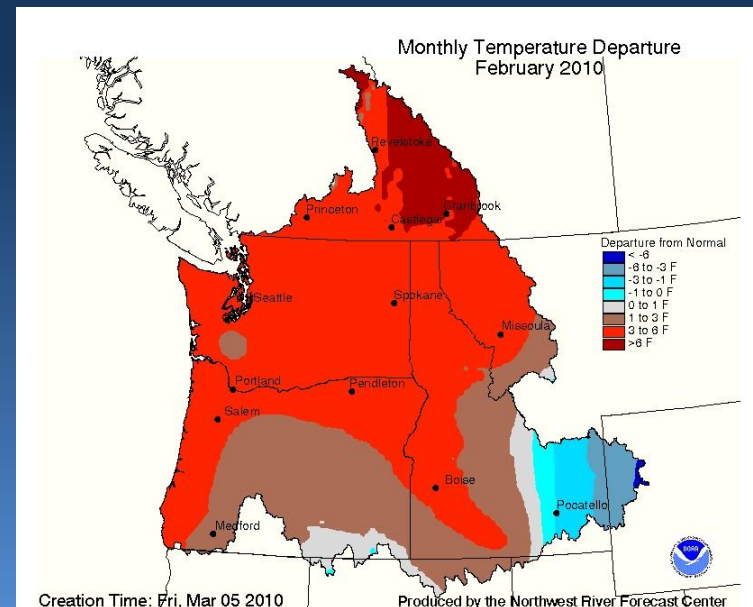 Monthly Temperature Departure
February 2010
Revelstoke
Princeton
Cranbrook
Castlegar
Departure from Normal
< -6
-6 to -3 F
-3 to -1 F
-1 to 0 F
0 to 1 F
1 to 3 F
3 to 6 F
>6 F
Seattle
Spokane
Missoula
Portland
Pendleton
Salem
Boise
Pocatello
Medford
NOAA
Creation Time: Fri, Mar 05 2010
Produced by the Northwest River Forecast Center